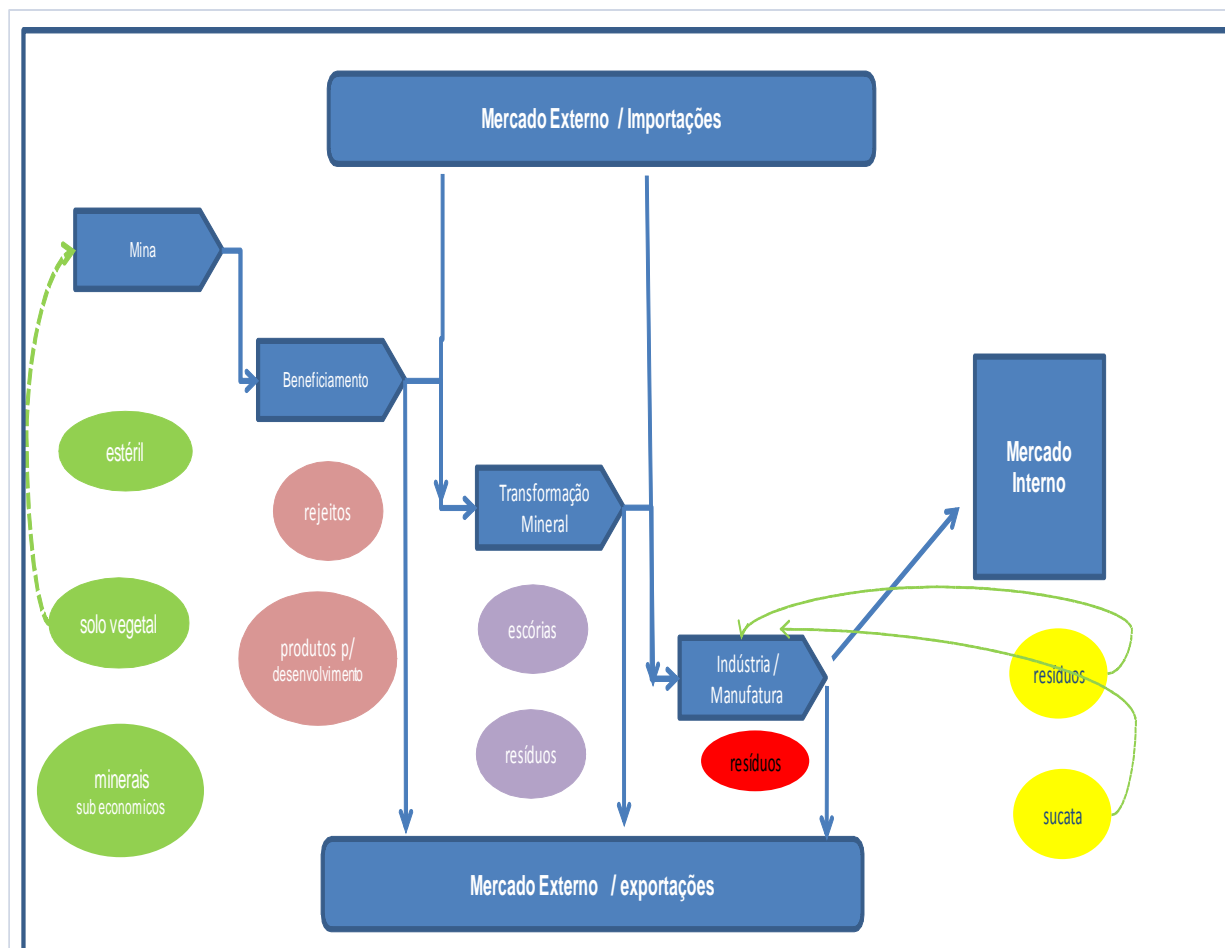 Mercado Externo / Importações
Mina
Beneficiamento
estéril
rejeitos
Transformação
Mineral
Mercado
Interno
solo vegetal
produtos p/
desenvolvimento
escórias
Indústria /
Manufatura
resíduos
minerais
sub economicos
resíduos
resíduos
sucata
Mercado Externo / exportações